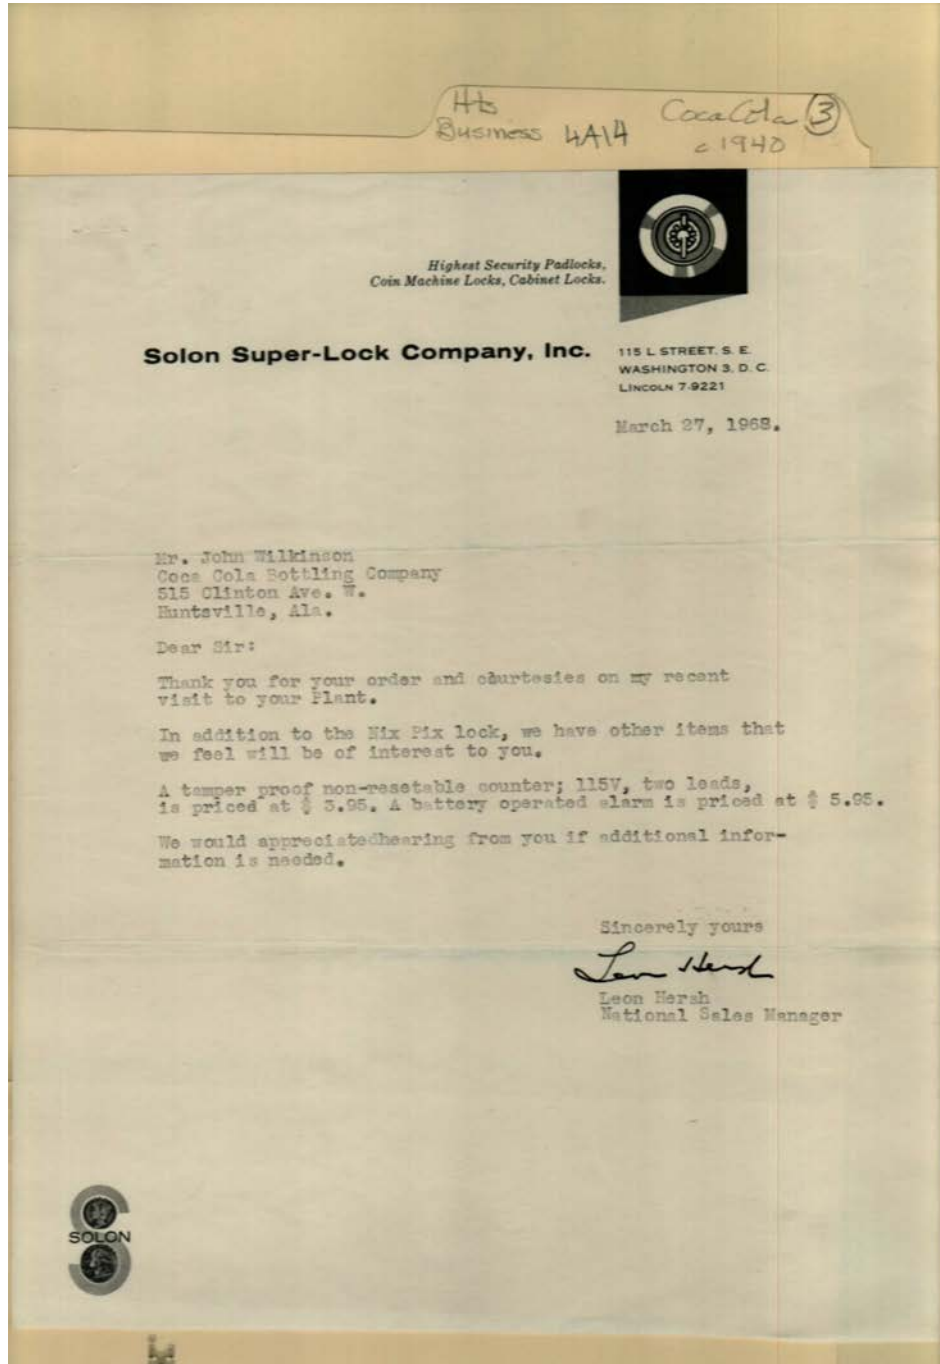 Hts
Business 4A14 Coca Cola 3
c 1940
Highest Security Padlocks,
Coin Machine Locks, Cabinet Locks.
Solon Super-Lock Company, Inc.
115 L STREET, S. E.
WASHINGTON 3, D. C.
LINCOLN 7-9221
March 27, 1968.
Mr. John Wilkinson
Coca Cola Bottling Company
515 Clinton Ave. W.
Huntsville, Ala.
Dear Sir:
Thank you for your order and courtesies on my recent
visit to your Plant.
In addition to the Nix Pix lock, we have other items that
we feel will be of interest to you.
A tamper proof non-resetable counter; 115V, two leads,
is priced at $ 3.95. A battery operated alarm is priced at $ 5.95.
We would appreciatedhearing from you if additional infor-
mation is needed.
Sincerely yours
Leon Hersh
Leon Hersh
National Sales Manager
SOLON